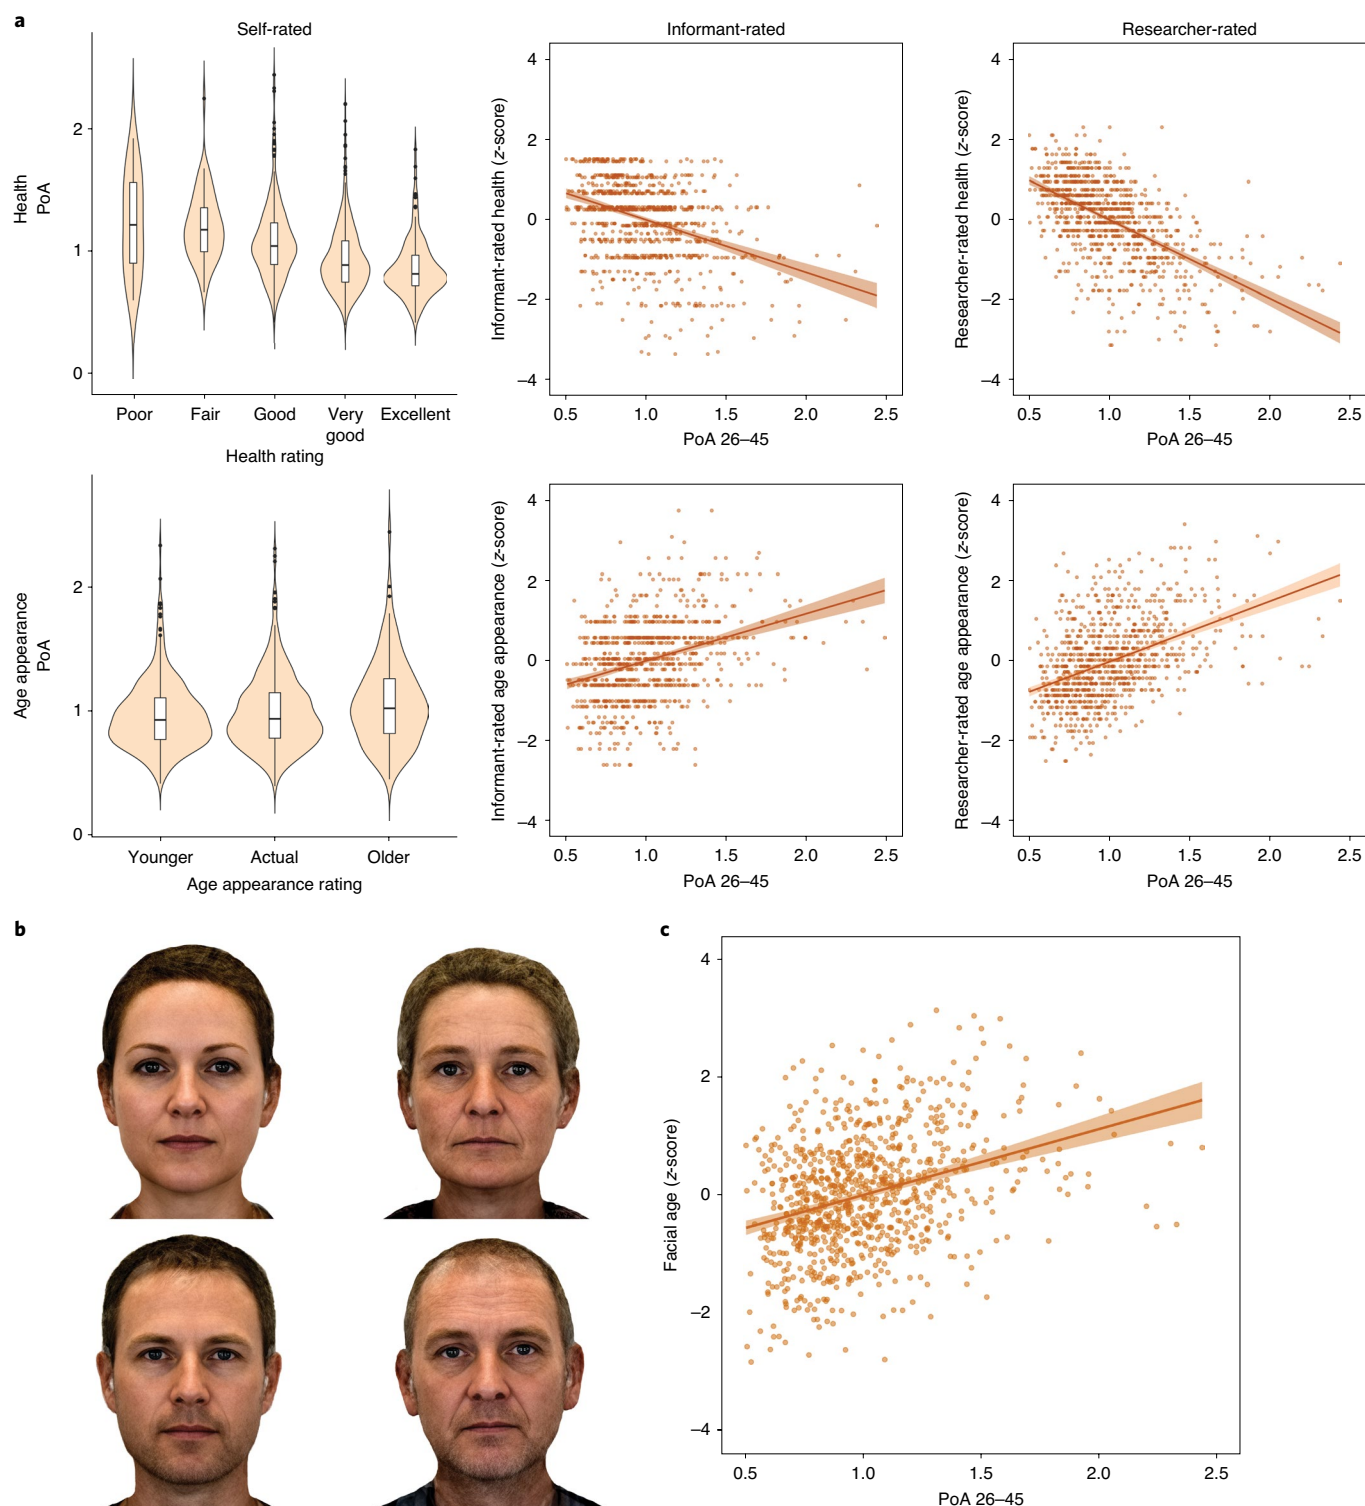 a
Self-rated
Health
PoA
2
1
0
Poor
Fair
Good
Very
good
Excellent
Health rating
Informant-rated
Informant-rated health (z-score)
4
2
0
–2
–4
0.5
1.0
1.5
2.0
2.5
PoA 26–45
Researcher-rated
Researcher-rated health (z-score)
4
2
0
–2
–4
0.5
1.0
1.5
2.0
2.5
PoA 26–45
Age appearance
PoA
2
1
0
Younger
Actual
Older
Age appearance rating
Informant-rated age appearance (z-score)
4
2
0
–2
–4
0.5
1.0
1.5
2.0
2.5
PoA 26–45
Researcher-rated age appearance (z-score)
4
2
0
–2
–4
0.5
1.0
1.5
2.0
2.5
PoA 26–45
b
c
Facial age (z-score)
4
2
0
–2
–4
0.5
1.0
1.5
2.0
2.5
PoA 26–45